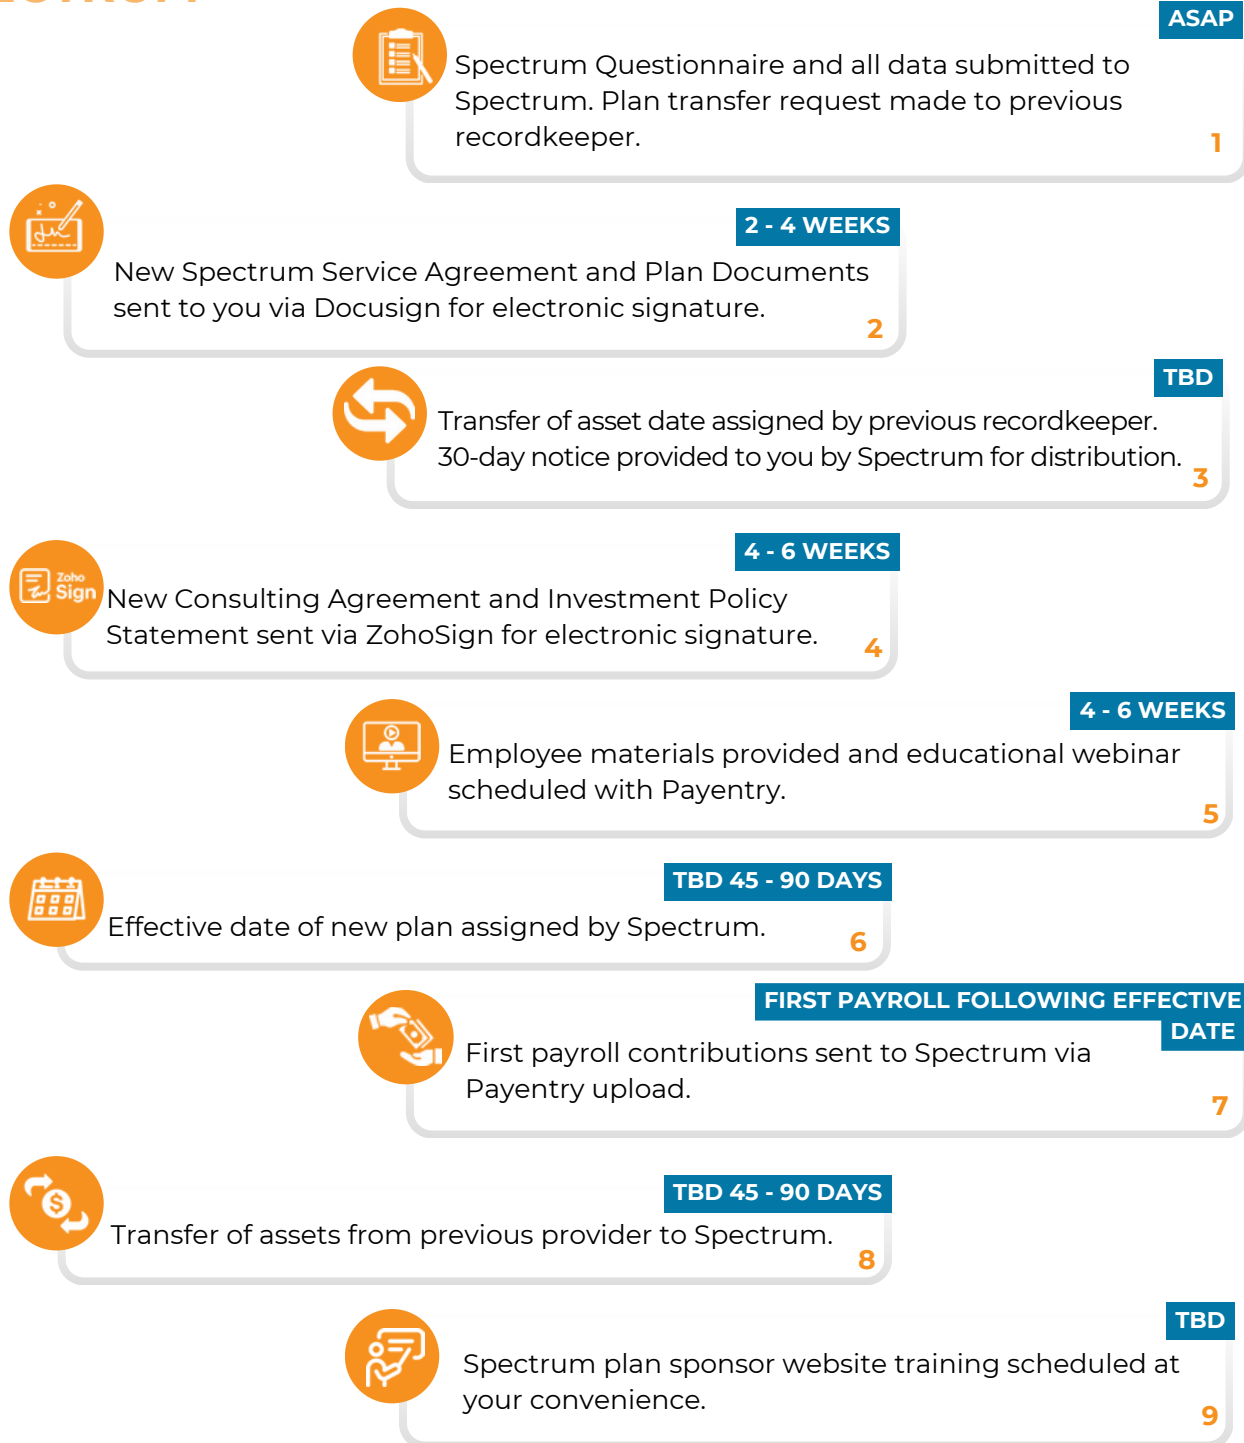 ASAP
Spectrum Questionnaire and all data submitted to
Spectrum. Plan transfer request made to previous
recordkeeper.
1
2 - 4 WEEKS
New Spectrum Service Agreement and Plan Documents
sent to you via Docusign for electronic signature.
2
TBD
Transfer of asset date assigned by previous recordkeeper.
30-day notice provided to you by Spectrum for distribution.
3
4 - 6 WEEKS
Zoho
Sign
New Consulting Agreement and Investment Policy
Statement sent via ZohoSign for electronic signature.
4
4 - 6 WEEKS
Employee materials provided and educational webinar
scheduled with Payentry.
5
TBD 45 - 90 DAYS
Effective date of new plan assigned by Spectrum.
6
FIRST PAYROLL FOLLOWING EFFECTIVE
DATE
First payroll contributions sent to Spectrum via
Payentry upload.
7
TBD 45 - 90 DAYS
Transfer of assets from previous provider to Spectrum.
8
TBD
Spectrum plan sponsor website training scheduled at
your convenience.
9